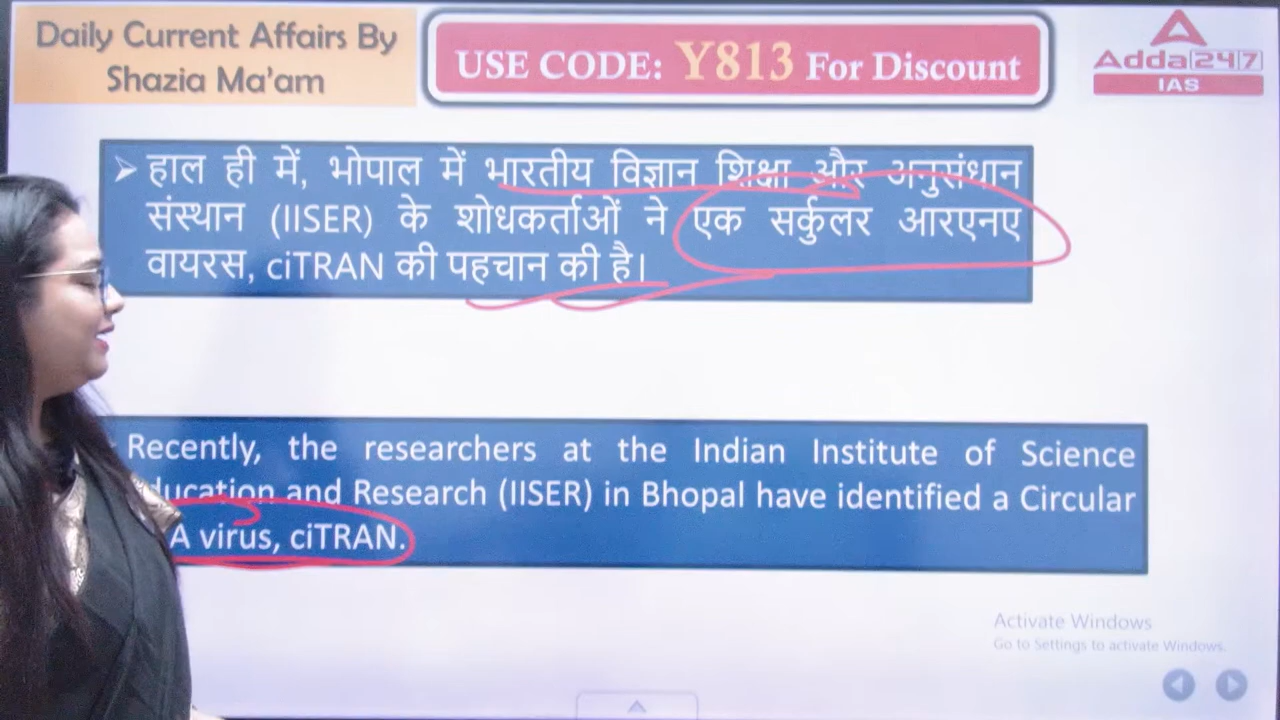 Daily Current Affairs By
Shazia Ma'am
USE CODE: Y813 For Discount
Adda 247
IAS
हाल ही में, भोपाल में भारतीय विज्ञान शिक्षा और अनुसंधान
संस्थान (IISER) के शोधकर्ताओं ने एक सर्कुलर आरएनए
वायरस, ciTRAN की पहचान की है।
Recently, the researchers at the Indian Institute of Science
and Research (IISER) in Bhopal have identified a Circular
A virus, ciTRAN.
Activate Windows
Go to Settings to activate Windows.